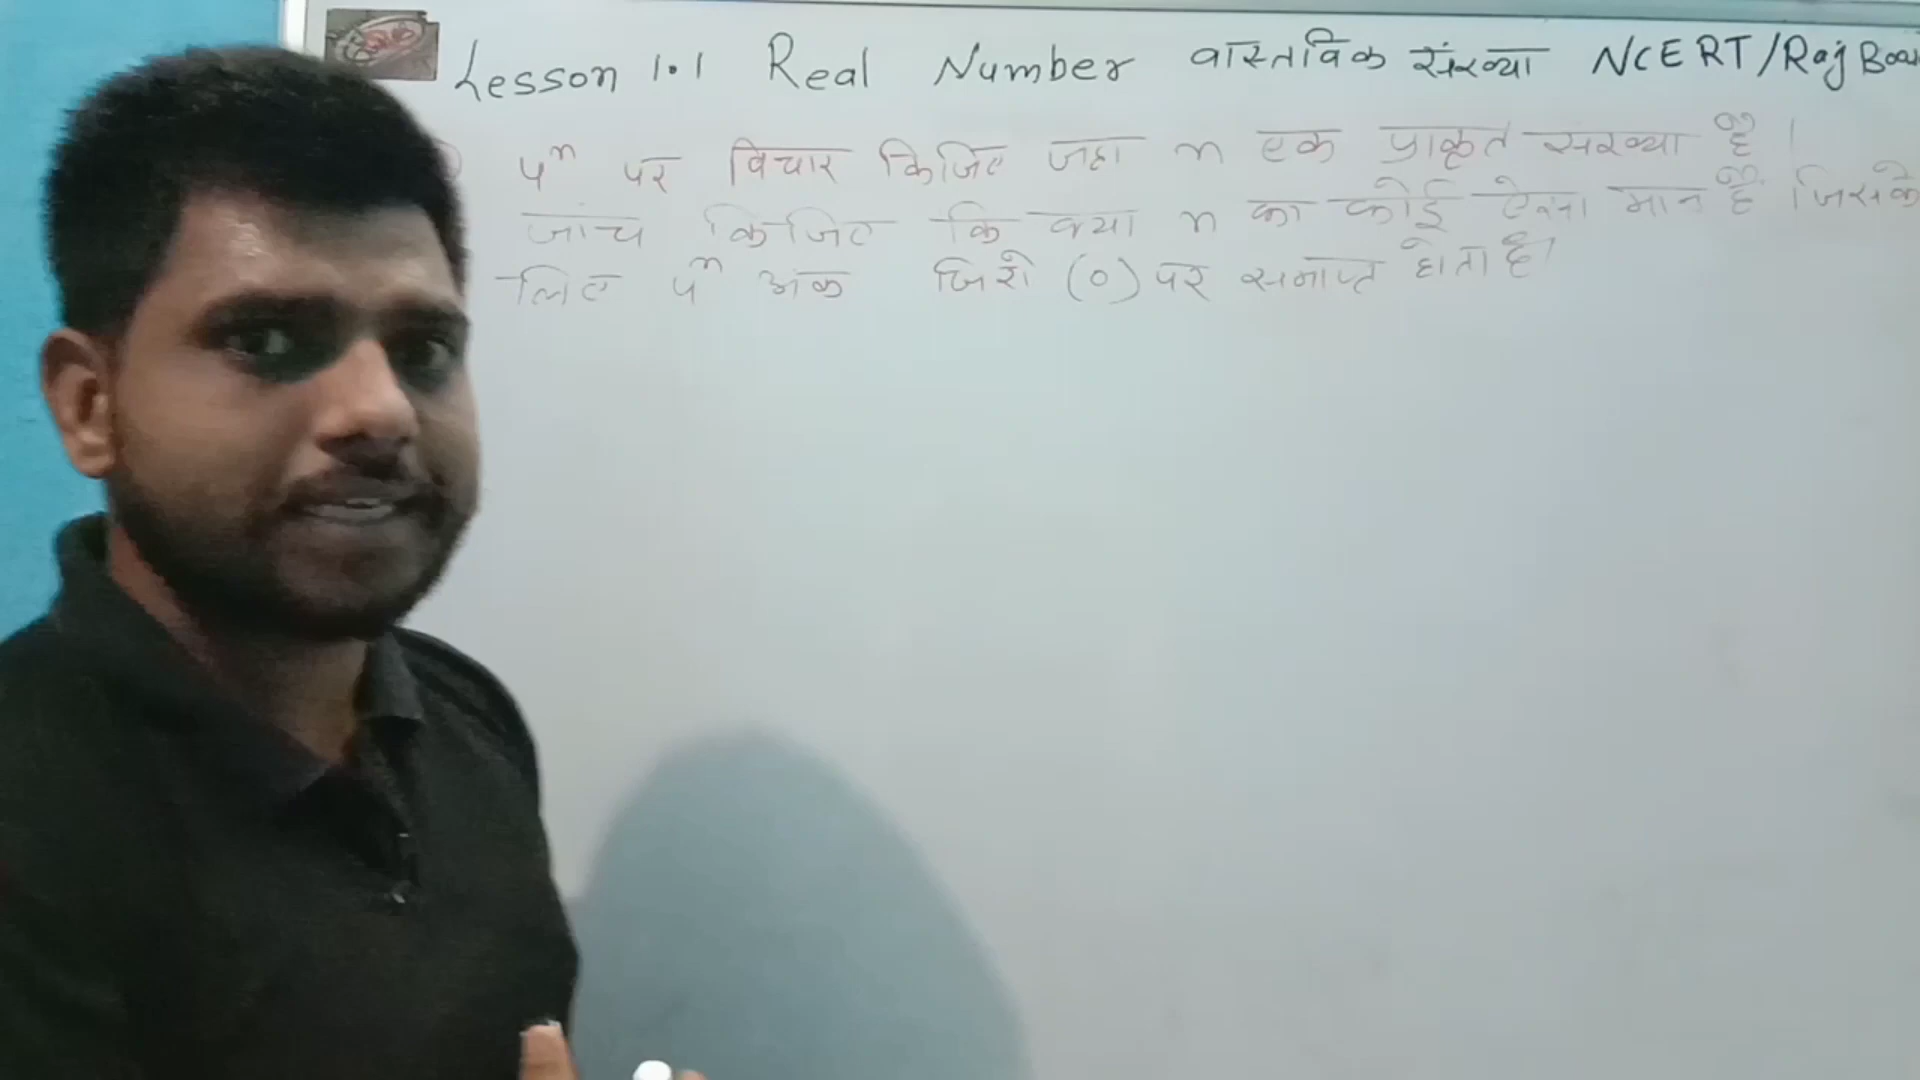 Lesson 1.1 Real Number वास्तविक संख्या NCERT/Raj Boa
4ⁿ पर विचार किजिए जहा n एक प्राकृत सख्या है।
जांच किजिए कि क्या n का कोई ऐसा मान है जिसके
लिए 4ⁿ अंक जिरो (0) पर समाप्त होता है।